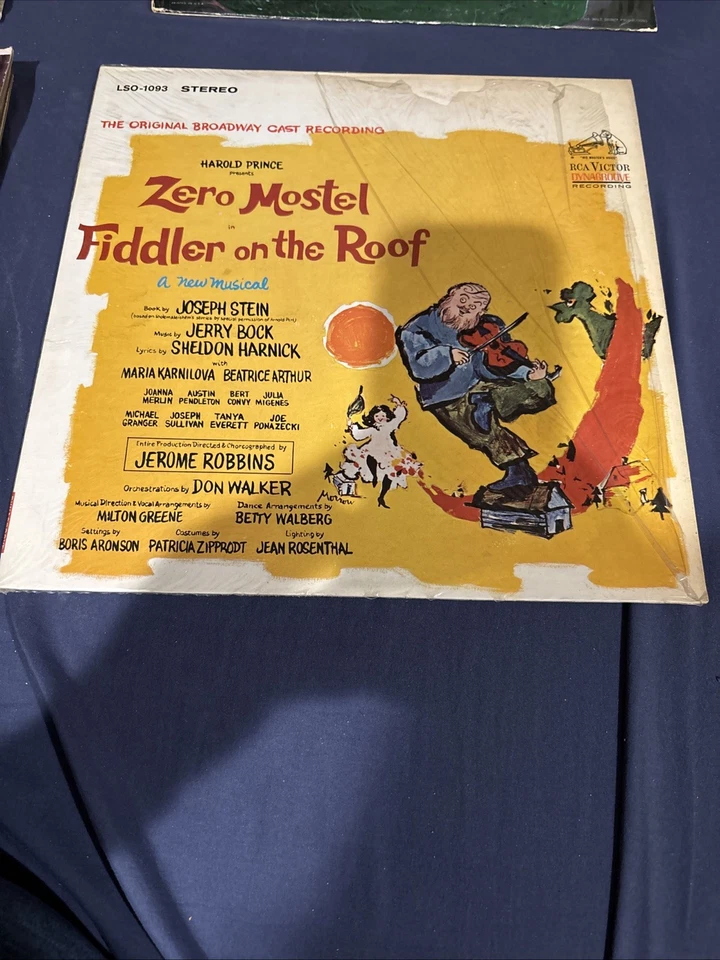 LSO-1093 STEREO
THE ORIGINAL BROADWAY CAST RECORDING
"HIS MASTER'S VOICE"
RCA VICTOR
DYNAGROOVE
RECORDING
HAROLD PRINCE
presents
Zero Mostel
in
Fiddler on the Roof
a new musical
Book by JOSEPH STEIN
Music by JERRY BOCK
Lyrics by SHELDON HARNICK
with
MARIA KARNILOVA BEATRICE ARTHUR
JOANNA MERLIN AUSTIN PENDLETON BERT CONVY JULIA MIGENES
MICHAEL GRANGER JOSEPH SULLIVAN TANYA EVERETT JOE PONAZECKI
Entire Production Directed & Choreographed by
JEROME ROBBINS
Orchestrations by DON WALKER
Morrow
Musical Direction & Vocal Arrangements by
MILTON GREENE
Dance Arrangements by
BETTY WALBERG
Settings by
BORIS ARONSON
Costumes by
PATRICIA ZIPPRODT
Lighting by
JEAN ROSENTHAL